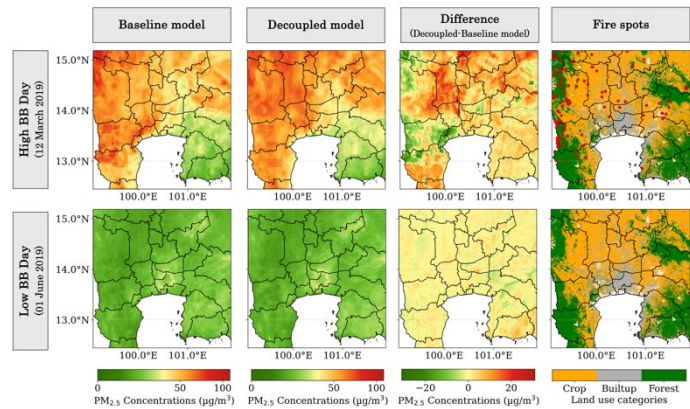 Baseline model
Decoupled model
Difference
(Decoupled-Baseline model)
Fire spots
High BB Day
(12 March 2019)
15.0°N
14.0°N
13.0°N
100.0°E 101.0°E
100.0°E 101.0°E
100.0°E 101.0°E
100.0°E 101.0°E
Low BB Day
(01 June 2019)
15.0°N
14.0°N
13.0°N
100.0°E 101.0°E
100.0°E 101.0°E
100.0°E 101.0°E
100.0°E 101.0°E
0 50 100
PM2.5 Concentrations (μg/m³)
0 50 100
PM2.5 Concentrations (μg/m³)
−20 0 20
PM2.5 Concentrations (μg/m³)
Crop Builtup Forest
Land use categories